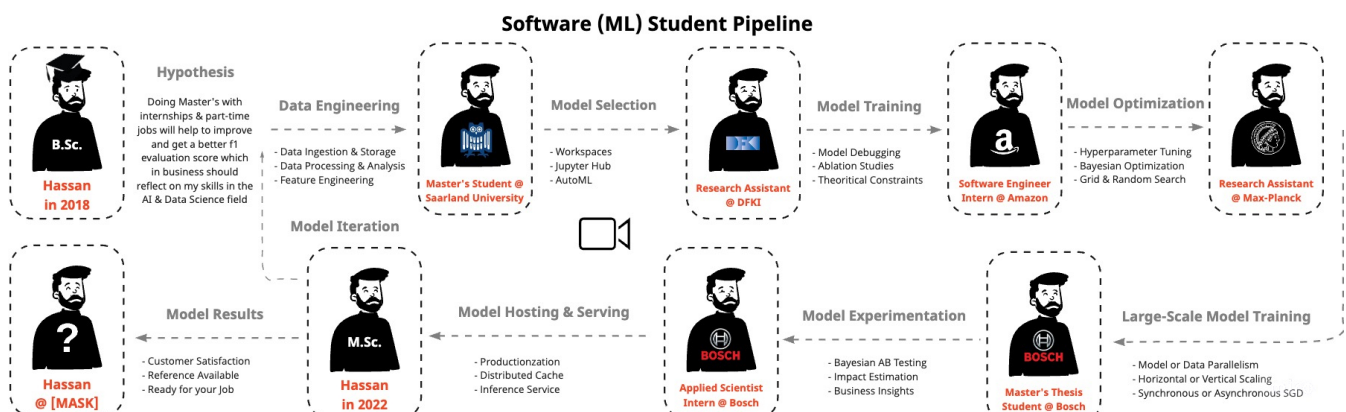 Software (ML) Student Pipeline
B.Sc.
Hassan
in 2018
Hypothesis
Doing Master's with
internships & part-time
jobs will help to improve
and get a better f1
evaluation score which
in business should
reflect on my skills in the
AI & Data Science field
Data Engineering
- Data Ingestion & Storage
- Data Processing & Analysis
- Feature Engineering
Master's Student @
Saarland University
Model Selection
- Workspaces
- Jupyter Hub
- AutoML
DFK
Research Assistant
@ DFKI
Model Training
- Model Debugging
- Ablation Studies
- Theoritical Constraints
a
Software Engineer
Intern @ Amazon
Model Optimization
- Hyperparameter Tuning
- Bayesian Optimization
- Grid & Random Search
Research Assistant
@ Max-Planck
Large-Scale Model Training
- Model or Data Parallelism
- Horizontal or Vertical Scaling
- Synchronous or Asynchronous SGD
BOSCH
Master's Thesis
Student @ Bosch
Model Experimentation
- Bayesian AB Testing
- Impact Estimation
- Business Insights
BOSCH
Applied Scientist
Intern @ Bosch
Model Hosting & Serving
- Productionzation
- Distributed Cache
- Inference Service
M.Sc.
Hassan
in 2022
Model Iteration
Model Results
- Customer Satisfaction
- Reference Available
- Ready for your Job
?
Hassan
@ [MASK]